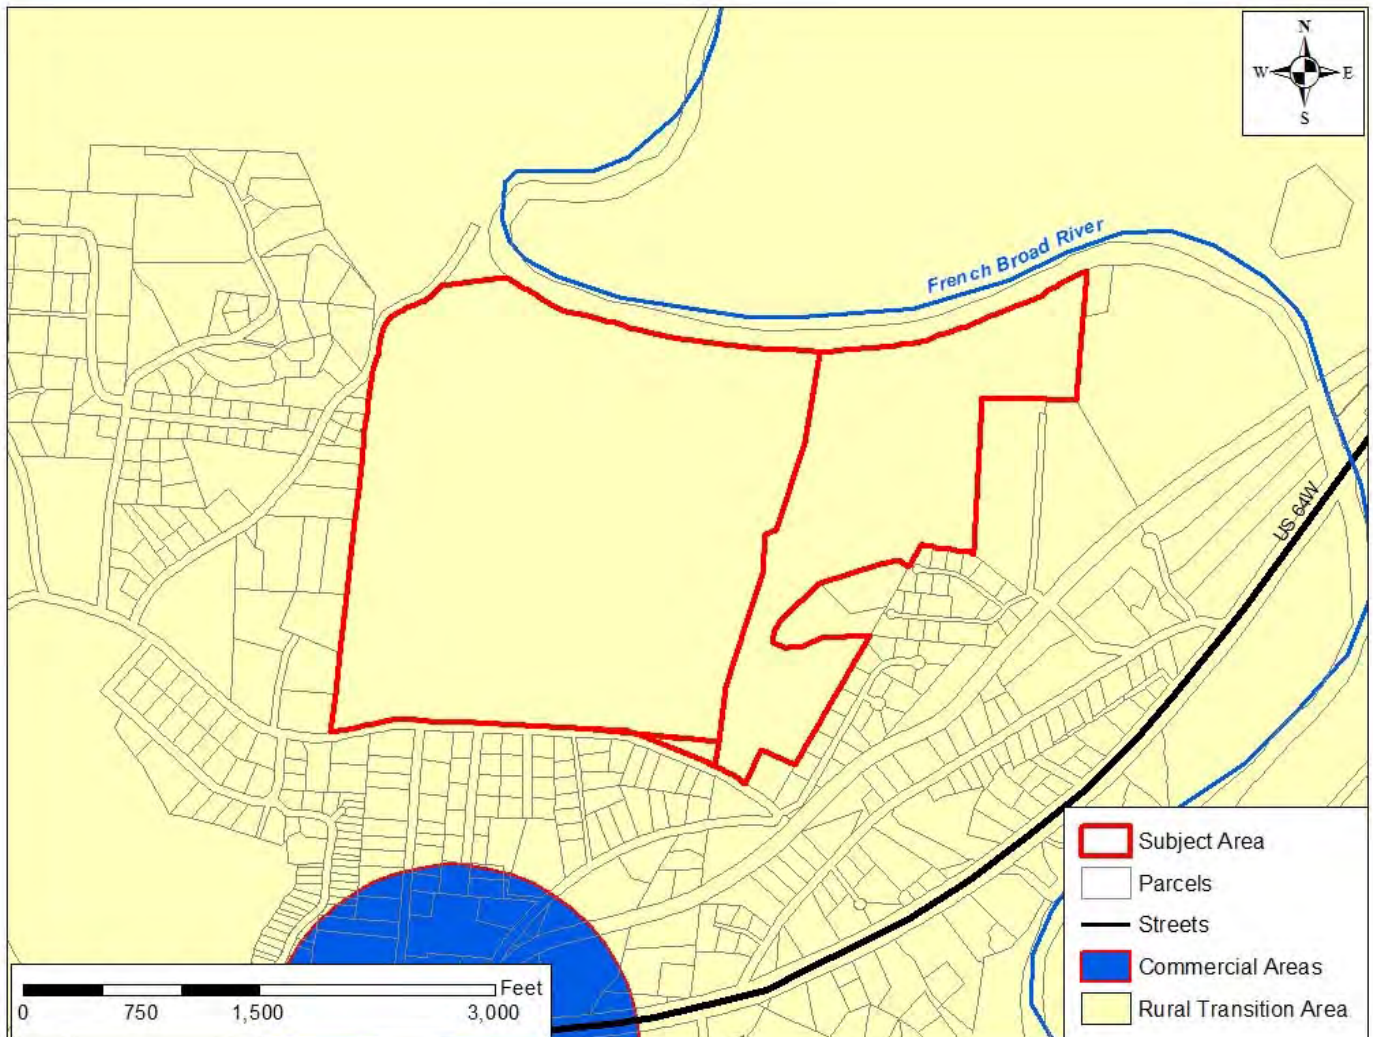 N
W E
S
French Broad River
US 64W
Subject Area
Parcels
Streets
Commercial Areas
Rural Transition Area
Feet
0 750 1,500 3,000